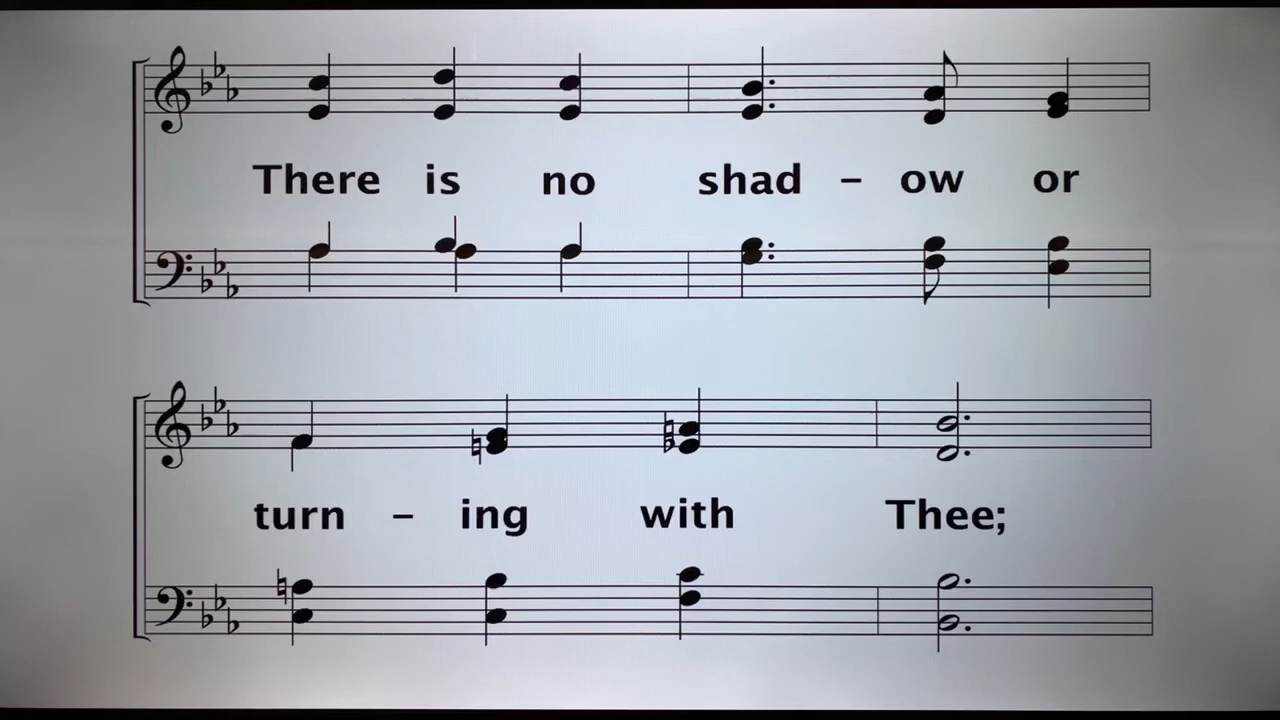 There is no shad – ow or
turn – ing with Thee;